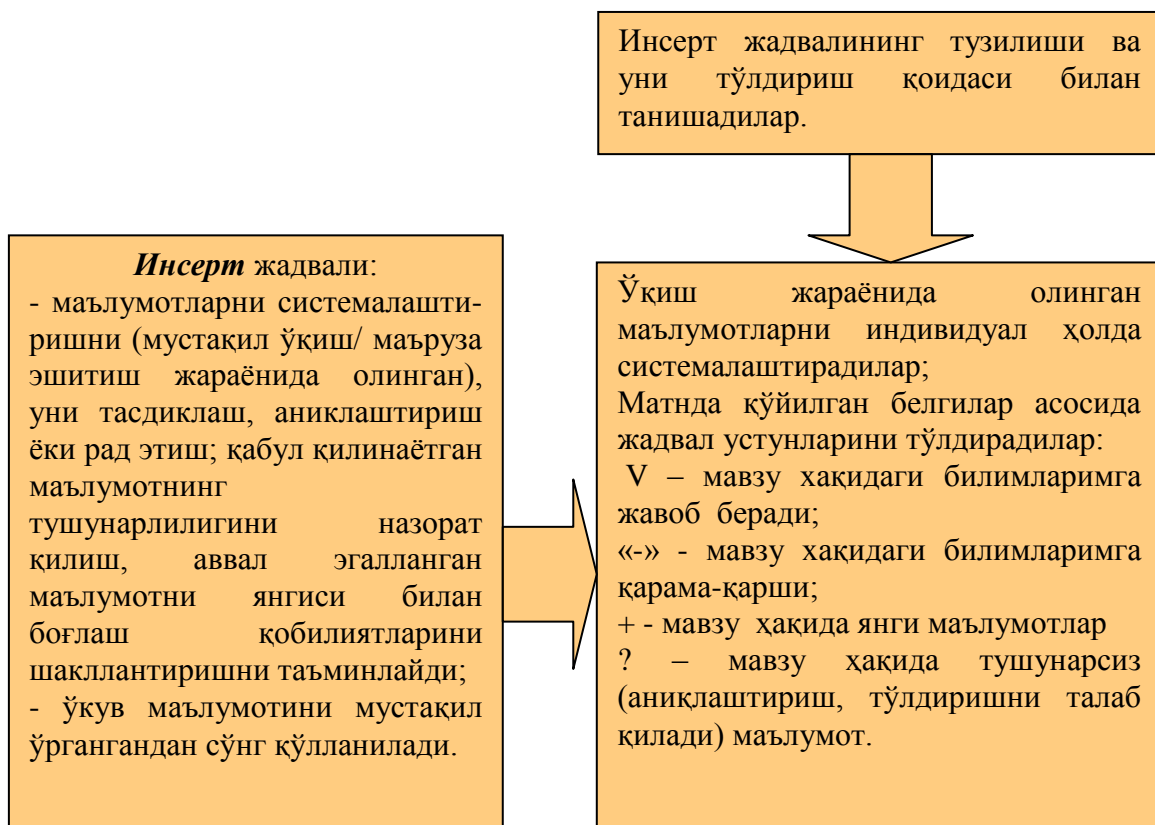 Инсерт жадвалининг тузилиши ва
уни тўлдириш қоидаси билан
танишадилар.
Инсерт жадвали:
- маълумотларни системалашти-
ришни (мустақил ўқиш/ маъруза
эшитиш жараёнида олинган),
уни тасдиклаш, аниклаштириш
ёки рад этиш; қабул қилинаётган
маълумотнинг
тушунарлилигини назорат
қилиш, аввал эгалланган
маълумотни янгиси билан
боғлаш қобилиятларини
шакллантиришни таъминлайди;
- ўкув маълумотини мустақил
ўргангандан сўнг қўлланилади.
Ўқиш жараёнида олинган
маълумотларни индивидуал ҳолда
системалаштирадилар;
Матнда қўйилган белгилар асосида
жадвал устунларини тўлдирадилар:
V – мавзу хақидаги билимларимга
жавоб беради;
«-» - мавзу хақидаги билимларимга
қарама-қарши;
+ - мавзу ҳақида янги маълумотлар
? – мавзу ҳақида тушунарсиз
(аниқлаштириш, тўлдиришни талаб
қилади) маълумот.